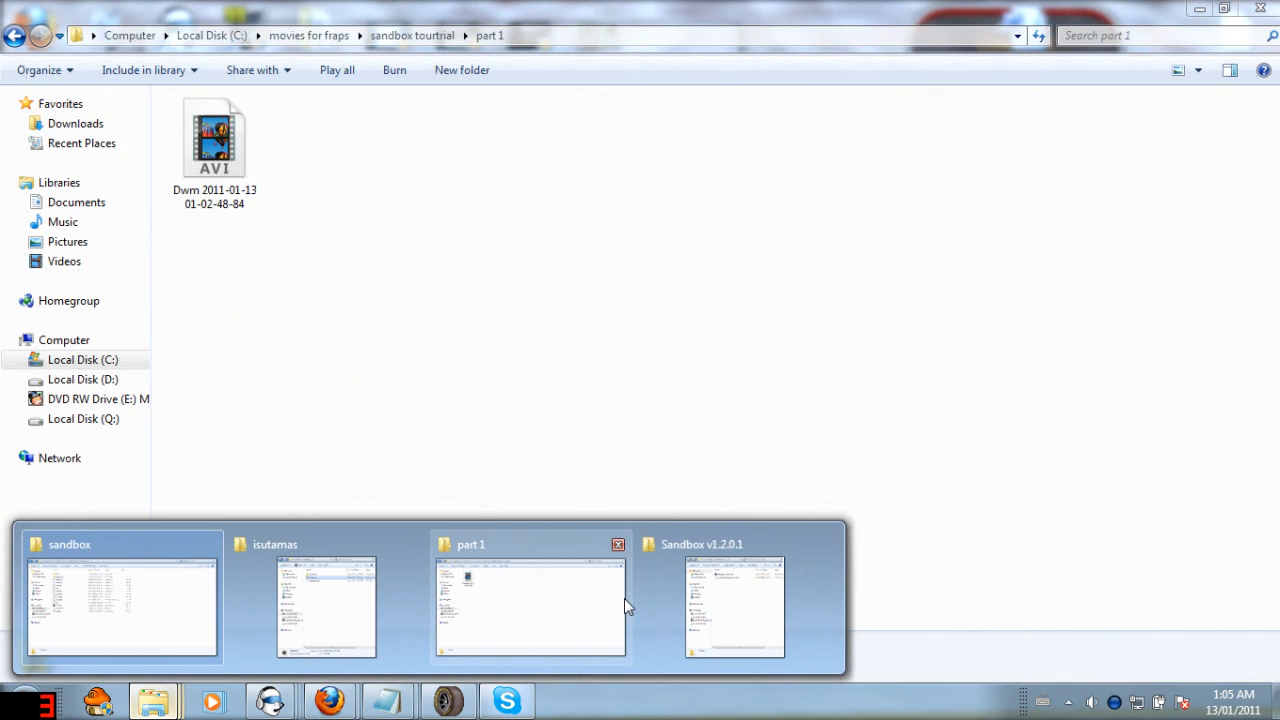 Computer Local Disk (C:) movies for fraps sandbox tourtrial part 1
Search part 1
Organize Include in library Share with Play all Burn New folder
Favorites
Downloads
Recent Places
Libraries
Documents
Music
Pictures
Videos
Homegroup
Computer
Local Disk (C:)
Local Disk (D:)
DVD RW Drive (E:) M
Local Disk (Q:)
Network
AVI
Dwm 2011-01-13
01-02-48-84
sandbox
isutamas
part 1
Sandbox v1.2.0.1
3
1:05 AM
13/01/2011